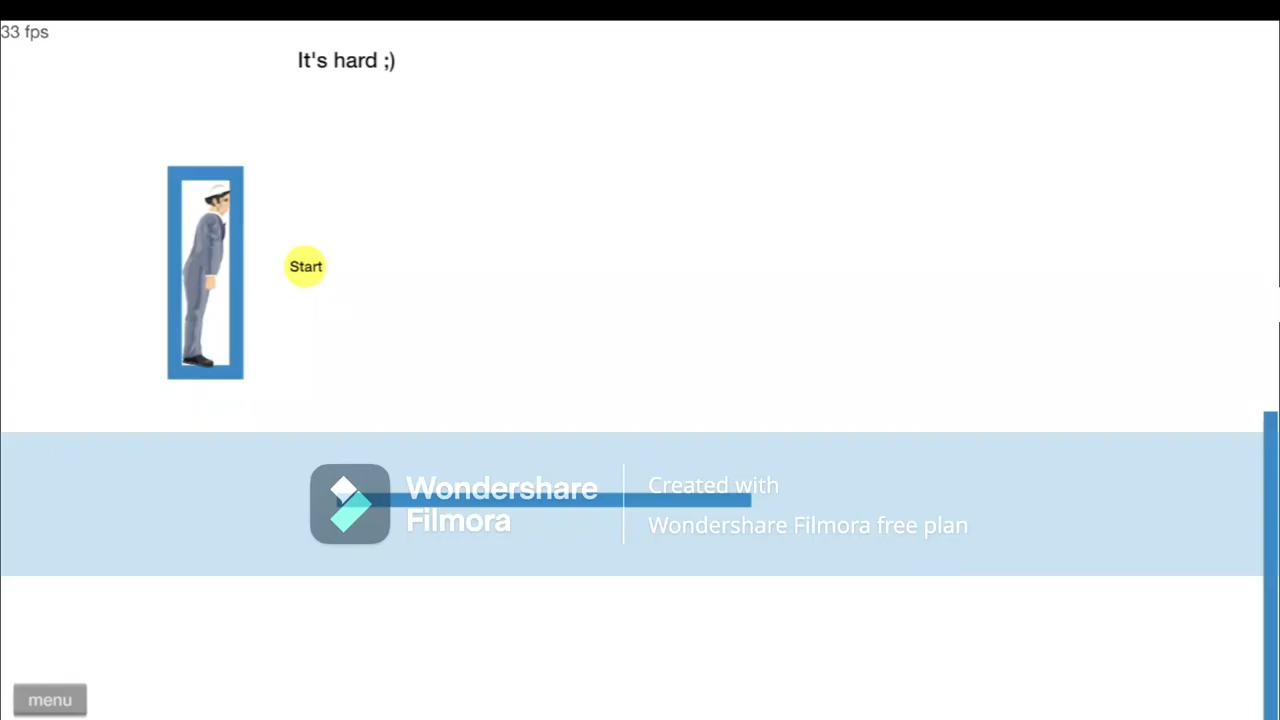 33 fps
It's hard ;)
Start
Wondershare
Filmora
Created with
Wondershare Filmora free plan
menu